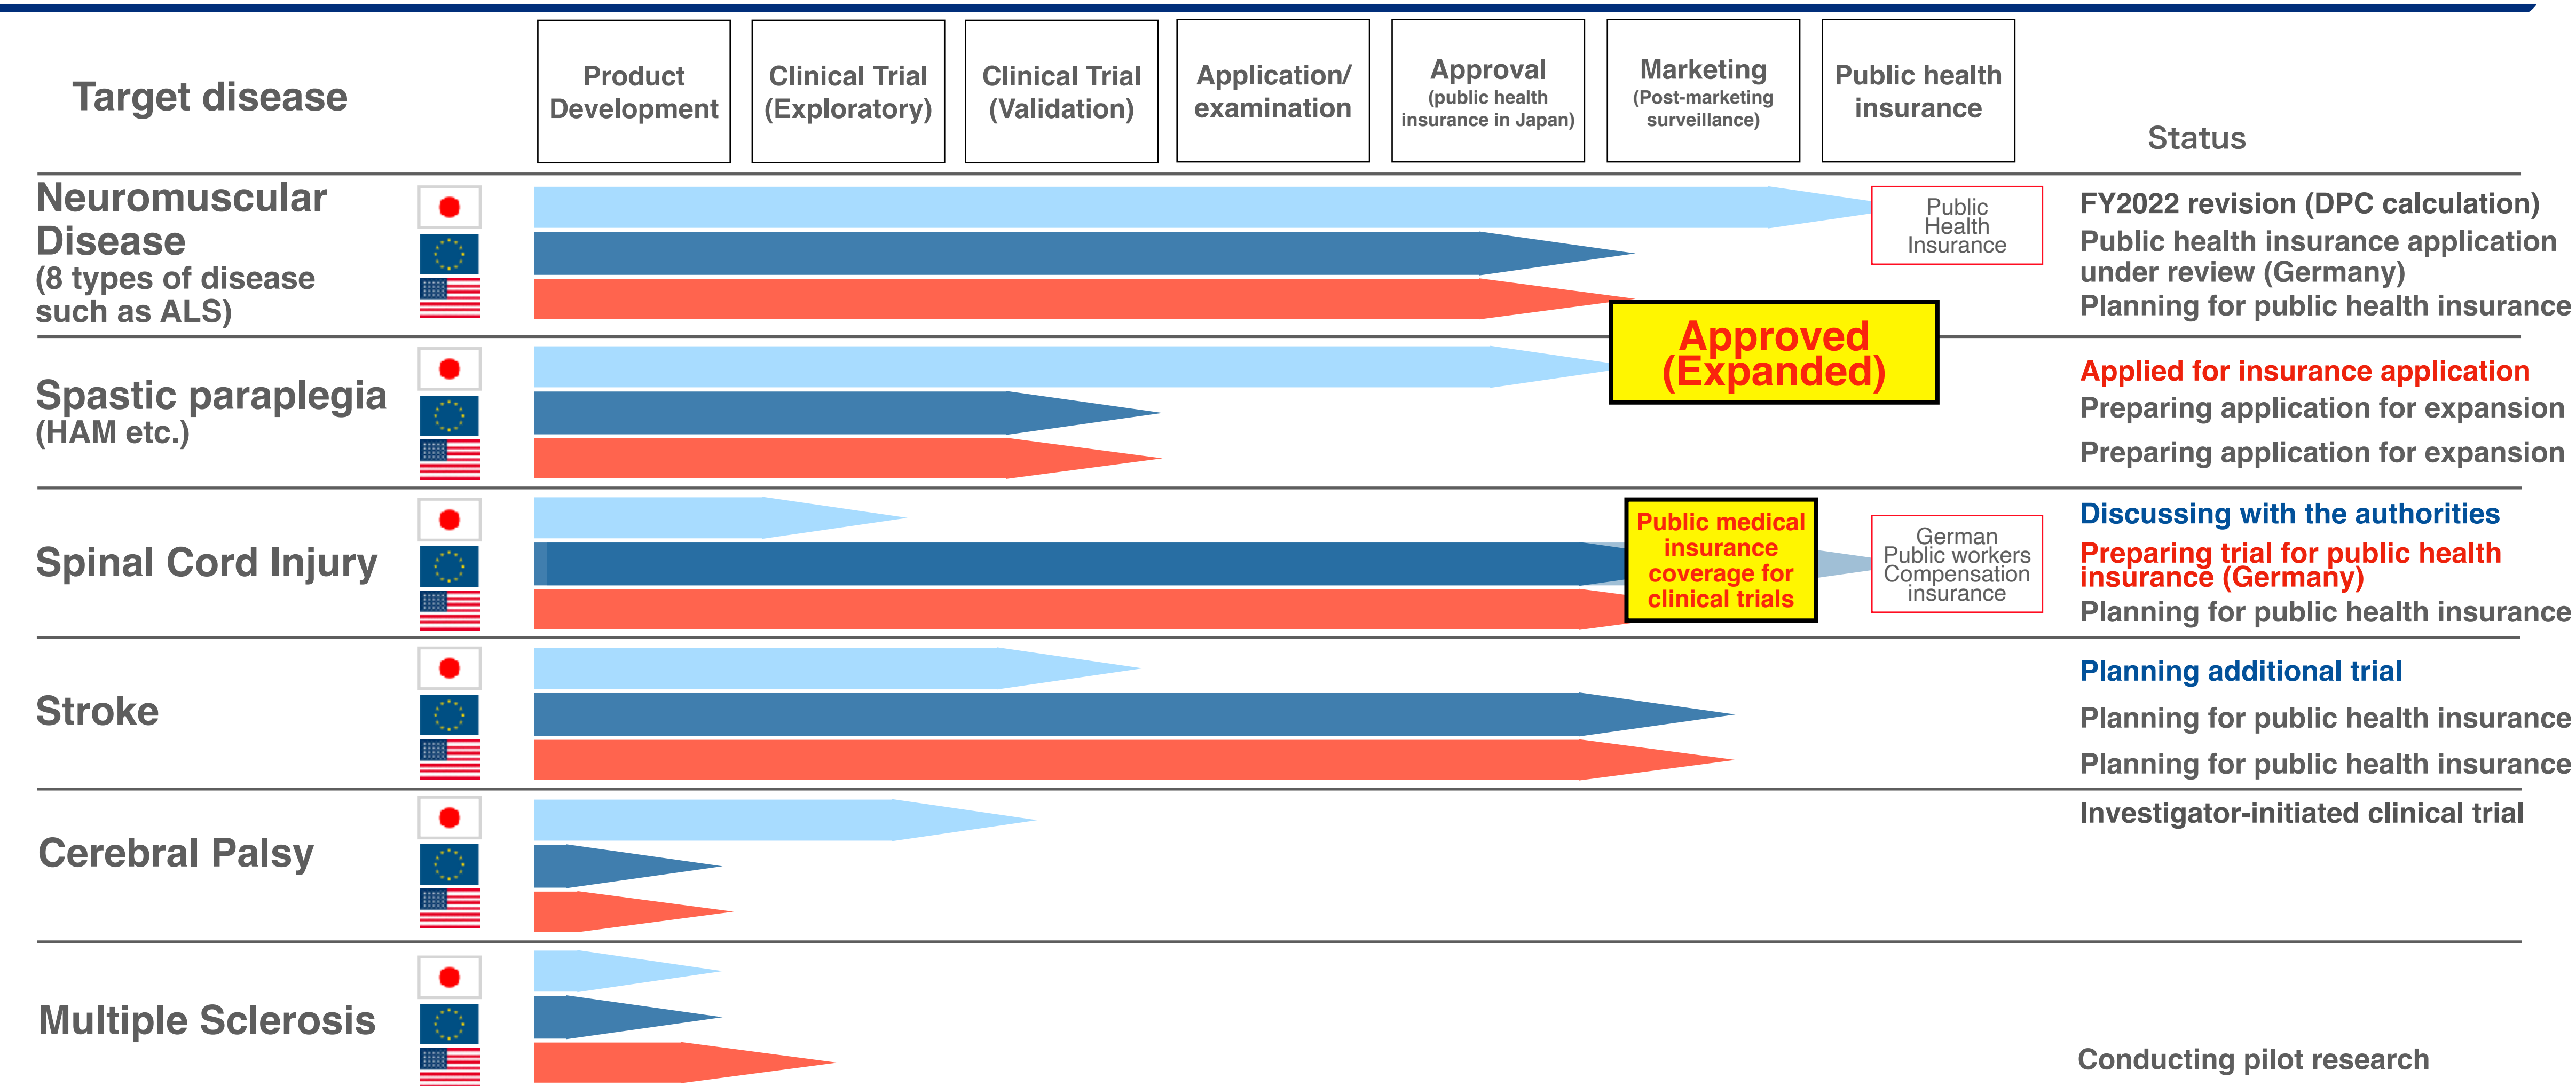 Target disease
Product
Development
Clinical Trial
(Exploratory)
Clinical Trial
(Validation)
Application/
examination
Approval
(public health
insurance in Japan)
Marketing
(Post-marketing
surveillance)
Public health
insurance
Status
Neuromuscular
Disease
(8 types of disease
such as ALS)
Public
Health
Insurance
FY2022 revision (DPC calculation)
Public health insurance application
under review (Germany)
Planning for public health insurance
Approved
(Expanded)
Spastic paraplegia
(HAM etc.)
Applied for insurance application
Preparing application for expansion
Preparing application for expansion
Spinal Cord Injury
Public medical
insurance
coverage for
clinical trials
German
Public workers
Compensation
insurance
Discussing with the authorities
Preparing trial for public health
insurance (Germany)
Planning for public health insurance
Stroke
Planning additional trial
Planning for public health insurance
Planning for public health insurance
Cerebral Palsy
Investigator-initiated clinical trial
Multiple Sclerosis
Conducting pilot research